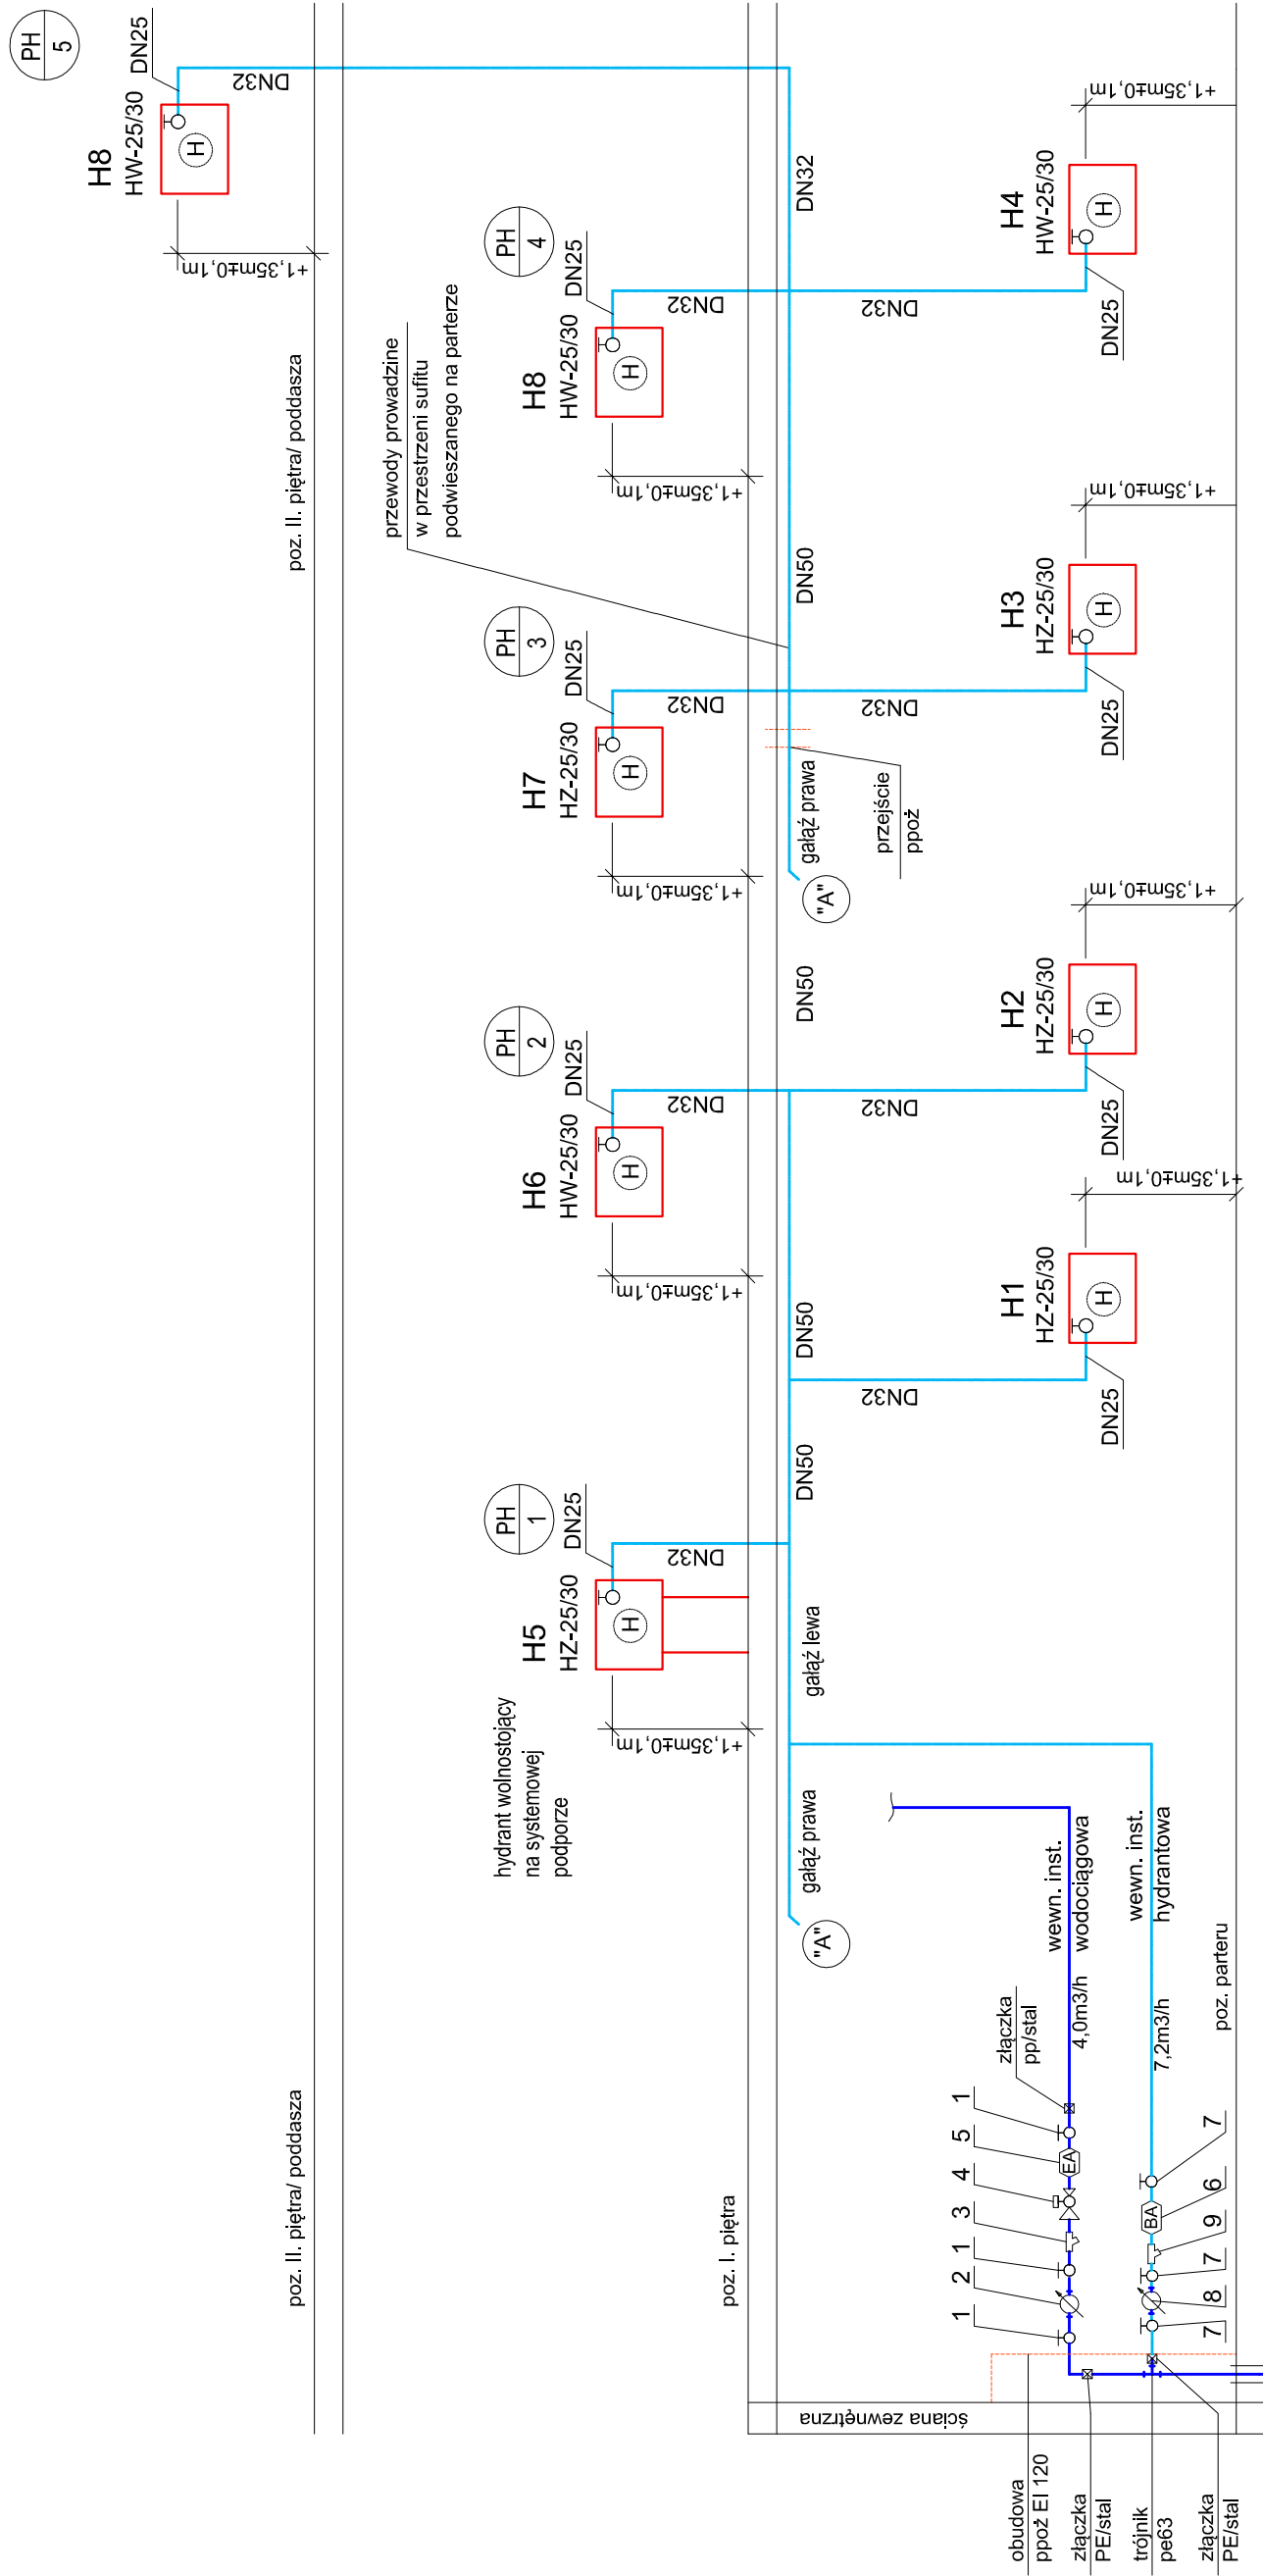 PH
5
DN25
H8
HW-25/30
H
DN32
+1,35m±0,1m
poz. II. piętra/ poddasza
poz. II. piętra/ poddasza
hydrant wolnostojący
na systemowej
podporze
PH
1
DN25
H5
HZ-25/30
H
DN32
+1,35m±0,1m
PH
2
DN25
H6
HW-25/30
H
DN32
+1,35m±0,1m
PH
3
DN25
H7
HZ-25/30
H
DN32
+1,35m±0,1m
przewody prowadzine
w przestrzeni sufitu
podwieszanego na parterze
PH
4
DN25
H8
HW-25/30
H
DN32
+1,35m±0,1m
poz. I. piętra
"A"
gałąź prawa
gałąź lewa
DN50
DN50
DN50
"A"
gałąź prawa
przejście
ppoż
DN50
DN32
DN32
DN25
H1
HZ-25/30
H
+1,35m±0,1m
DN32
DN25
H2
HZ-25/30
H
+1,35m±0,1m
DN32
DN25
H3
HZ-25/30
H
+1,35m±0,1m
DN32
DN25
H4
HW-25/30
H
+1,35m±0,1m
ściana zewnętrzna
1
2
1
3
4
5
1
EA
złączka
pp/stal
4,0m3/h
wewn. inst.
wodociągowa
7
8
7
9
6
7
BA
7,2m3/h
wewn. inst.
hydrantowa
poz. parteru
obudowa
ppoż EI 120
złączka
PE/stal
trójnik
pe63
złączka
PE/stal